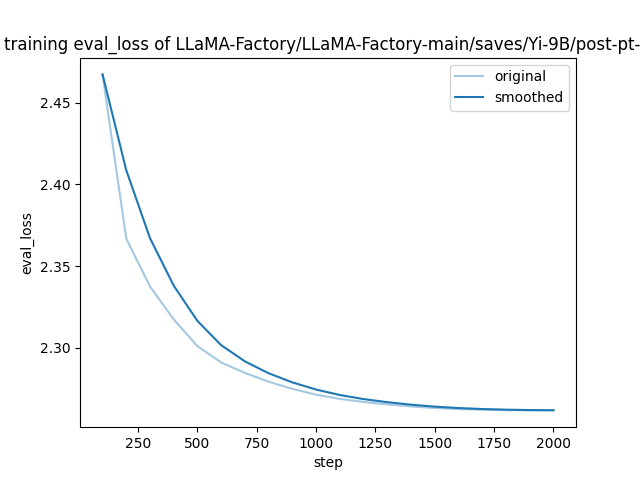 training eval_loss of LLaMA-Factory/LLaMA-Factory-main/saves/Yi-9B/post-pt-
original
smoothed
eval_loss
2.45
2.40
2.35
2.30
250 500 750 1000 1250 1500 1750 2000
step